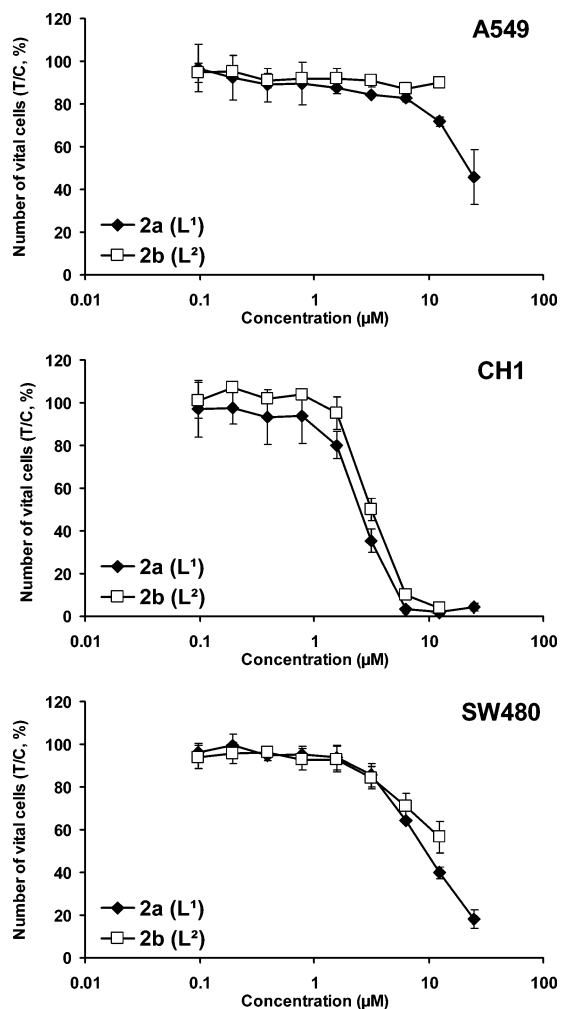 A549
Number of vital cells (T/C, %)
120
100
80
60
40
20
0
2a (L¹)
2b (L²)
0.01 0.1 1 10 100
Concentration (µM)
CH1
Number of vital cells (T/C, %)
120
100
80
60
40
20
0
2a (L¹)
2b (L²)
0.01 0.1 1 10 100
Concentration (µM)
SW480
Number of vital cells (T/C, %)
120
100
80
60
40
20
0
2a (L¹)
2b (L²)
0.01 0.1 1 10 100
Concentration (µM)